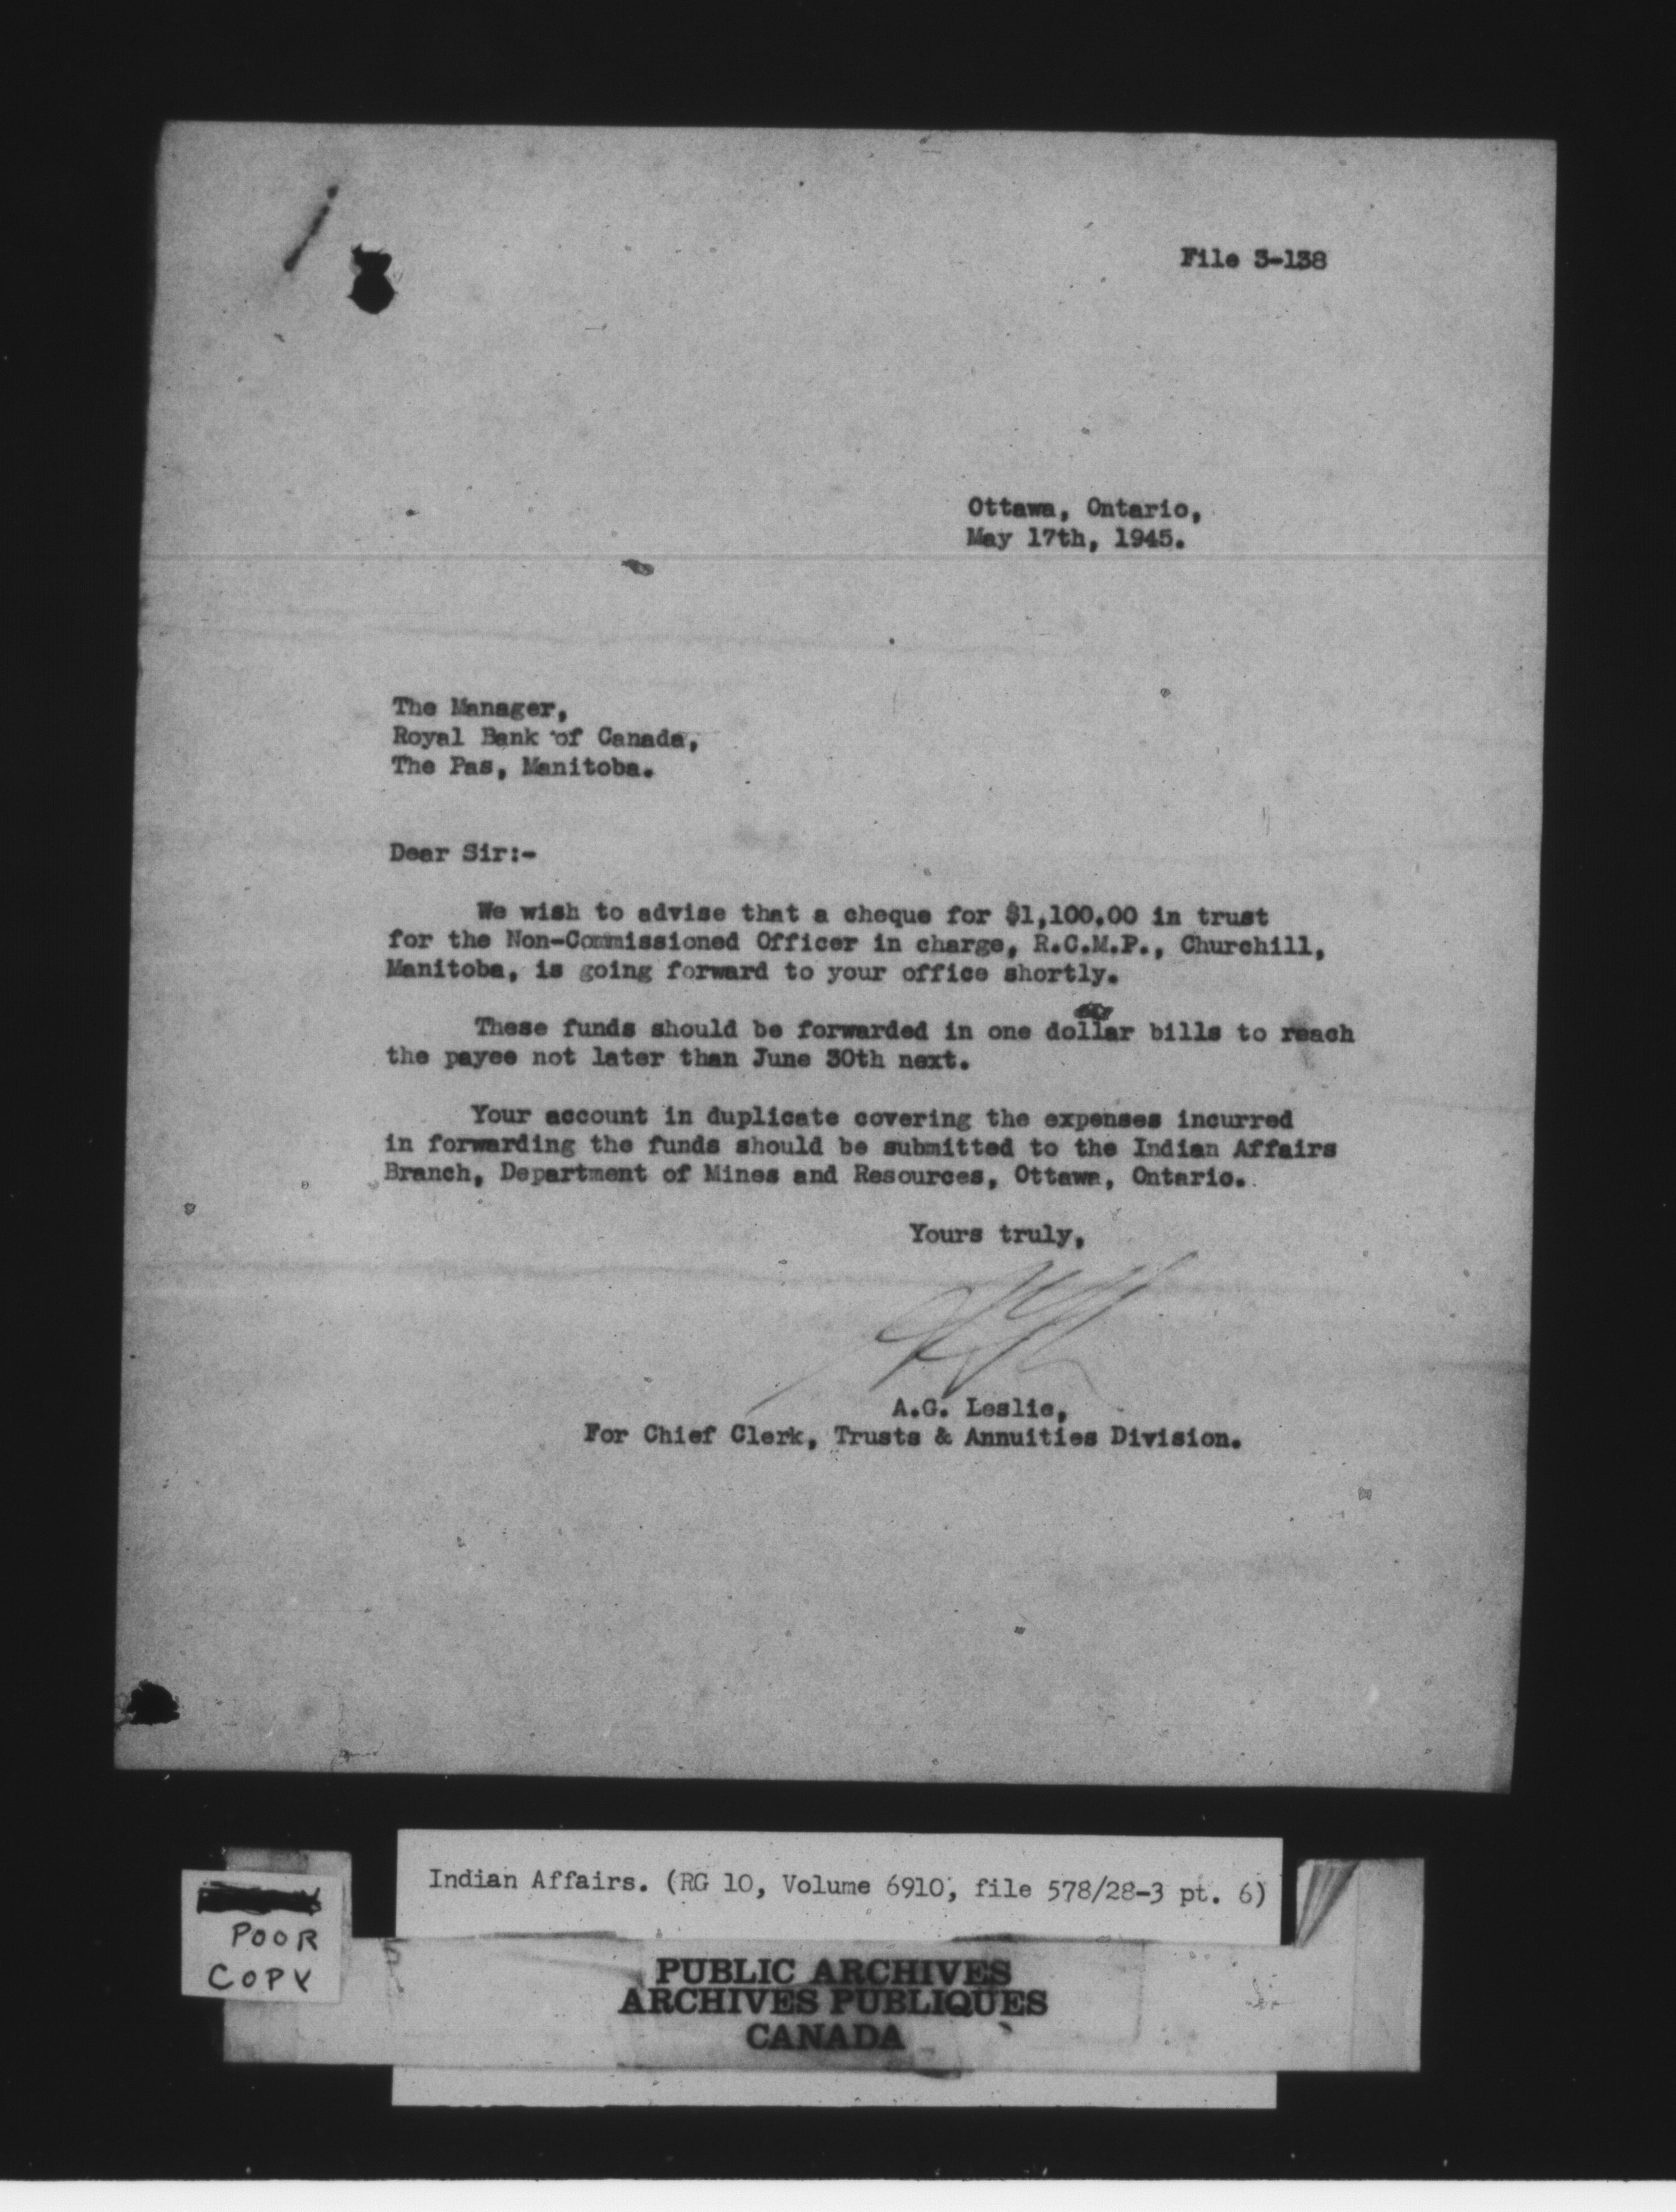 File 3-138
Ottawa, Ontario,
May 17th, 1945.
The Manager,
Royal Bank of Canada,
The Pas, Manitoba.
Dear Sir:-
We wish to advise that a cheque for $1,100.00 in trust
for the Non-Commissioned Officer in charge, R.C.M.P., Churchill,
Manitoba, is going forward to your office shortly.
These funds should be forwarded in one dollar bills to reach
the payee not later than June 30th next.
Your account in duplicate covering the expenses incurred
in forwarding the funds should be submitted to the Indian Affairs
Branch, Department of Mines and Resources, Ottawa, Ontario.
Yours truly,
A.G. Leslie,
For Chief Clerk, Trusts & Annuities Division.
Indian Affairs. (RG 10, Volume 6910, file 578/28-3 pt. 6)
POOR
COPY
PUBLIC ARCHIVES
ARCHIVES PUBLIQUES
CANADA